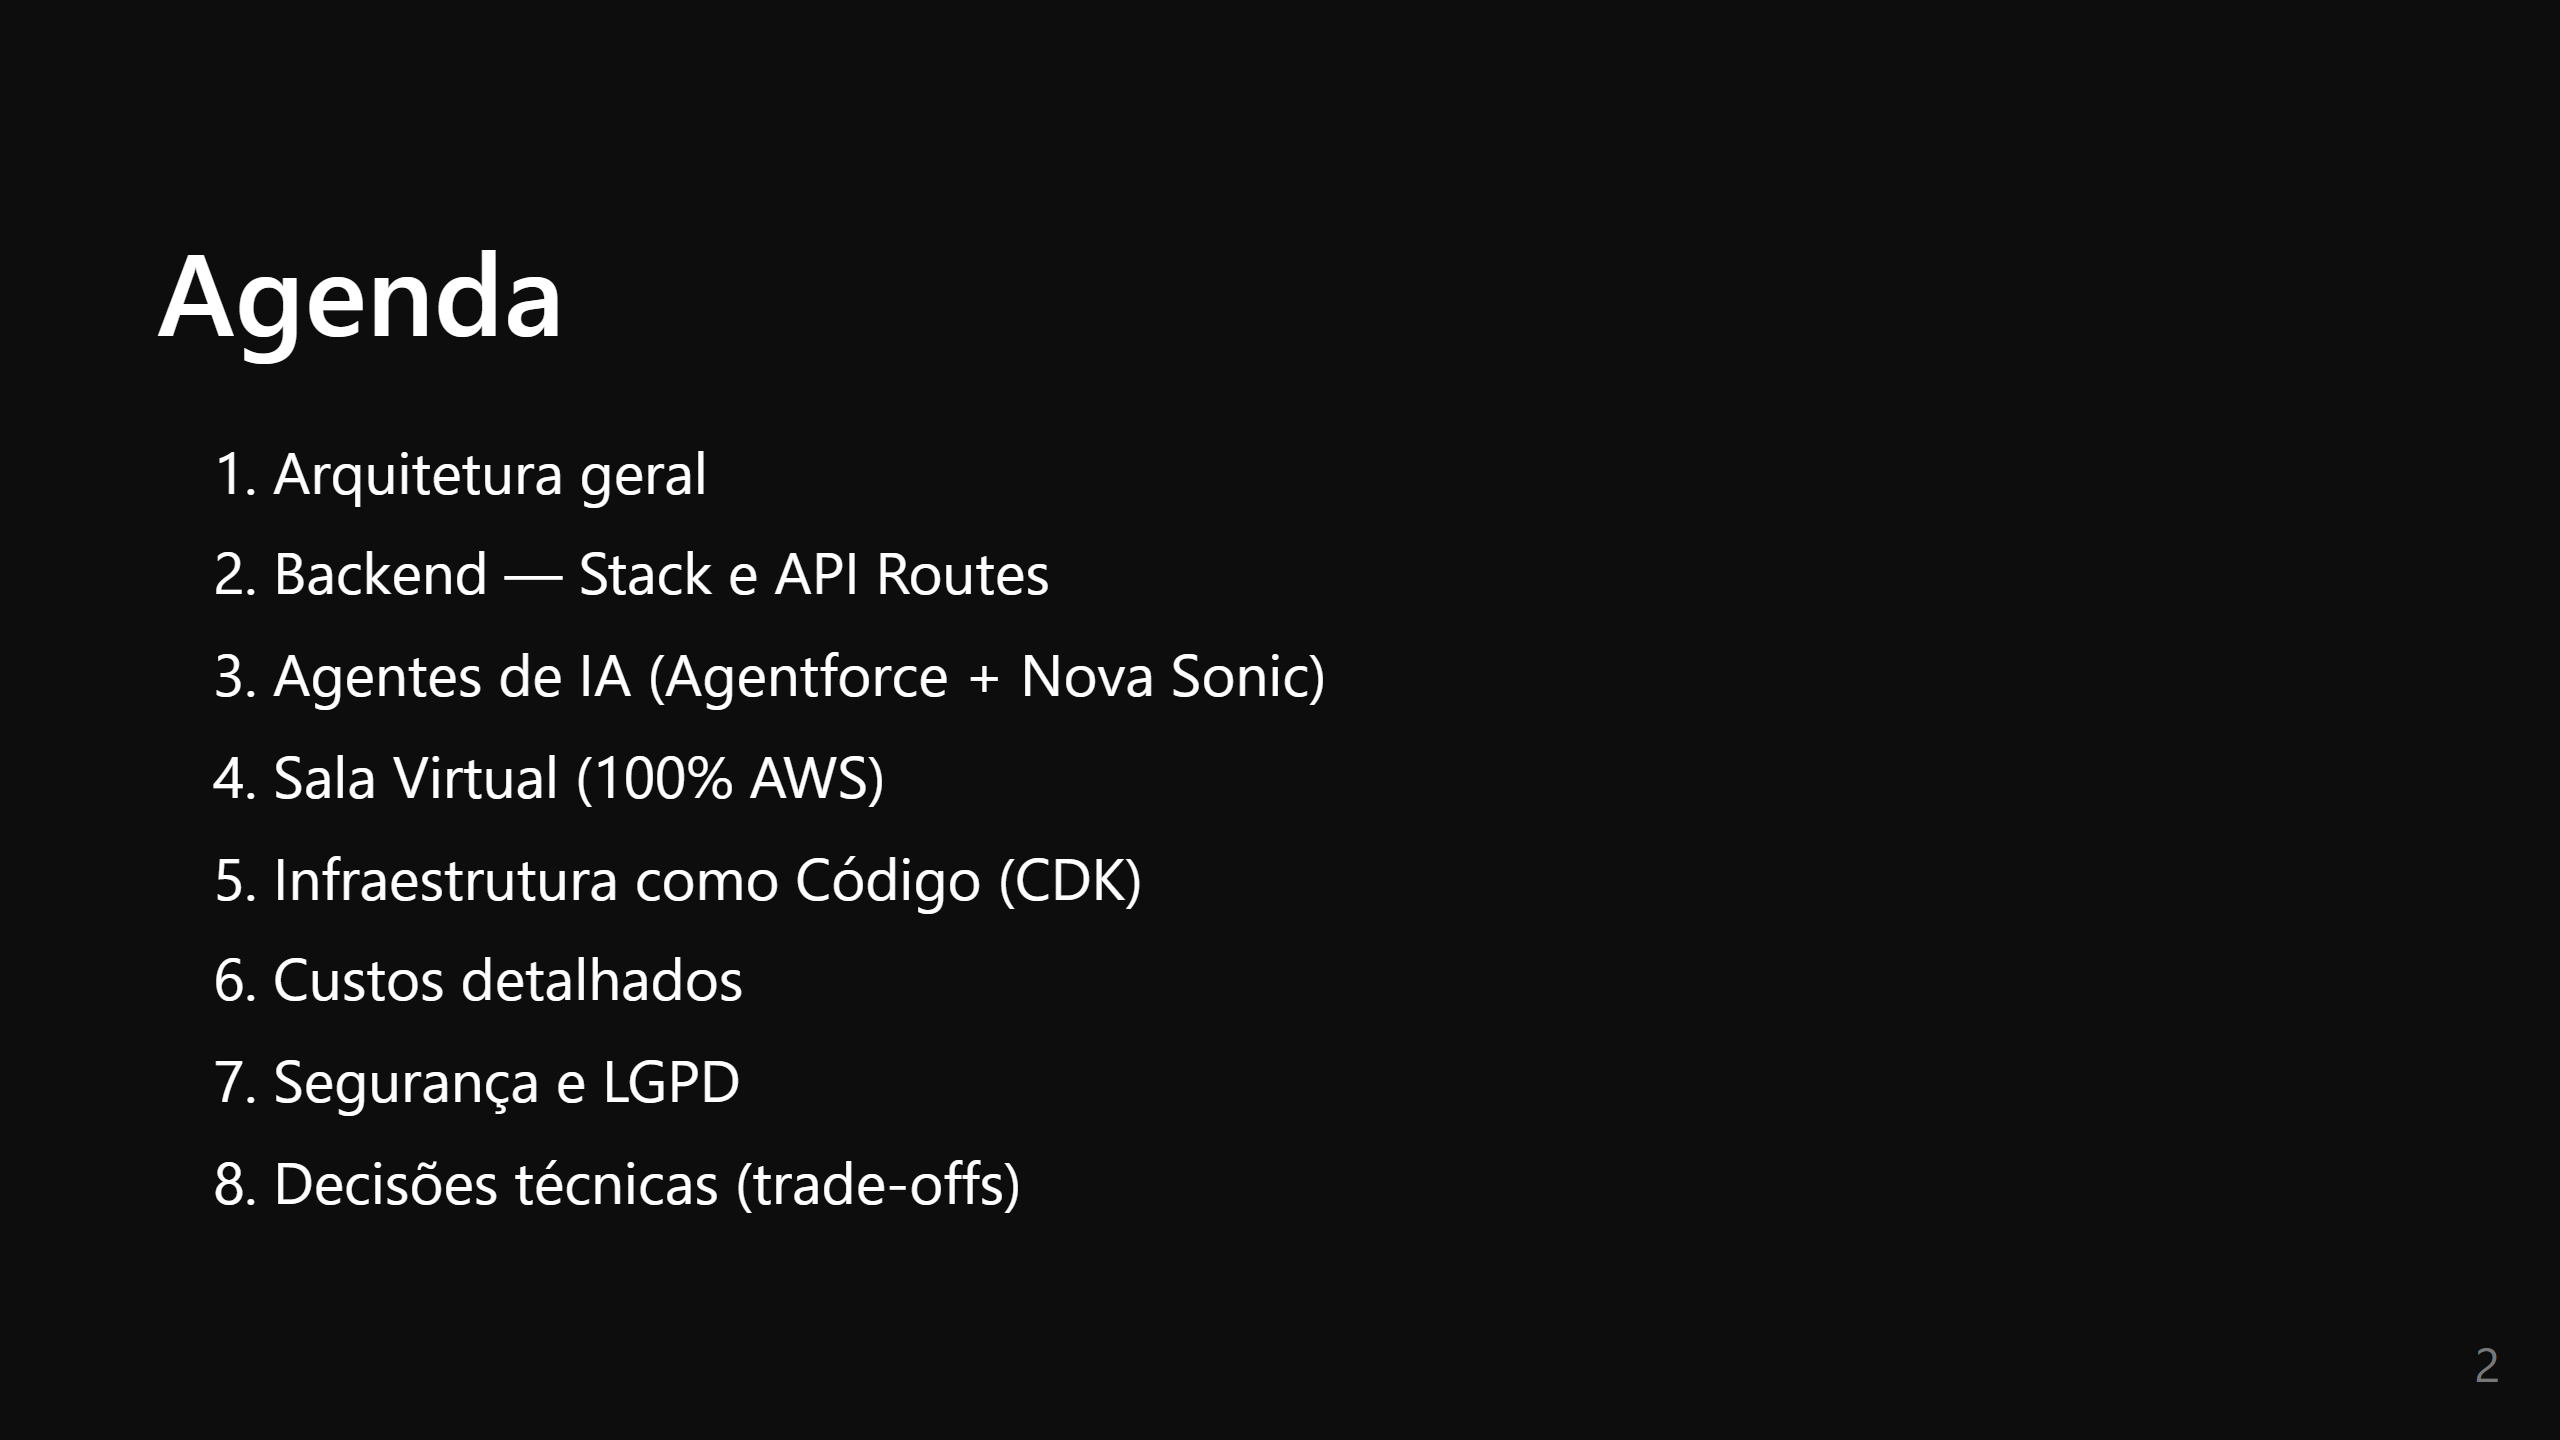 Agenda
1. Arquitetura geral
2. Backend — Stack e API Routes
3. Agentes de IA (Agentforce + Nova Sonic)
4. Sala Virtual (100% AWS)
5. Infraestrutura como Código (CDK)
6. Custos detalhados
7. Segurança e LGPD
8. Decisões técnicas (trade-offs)
2